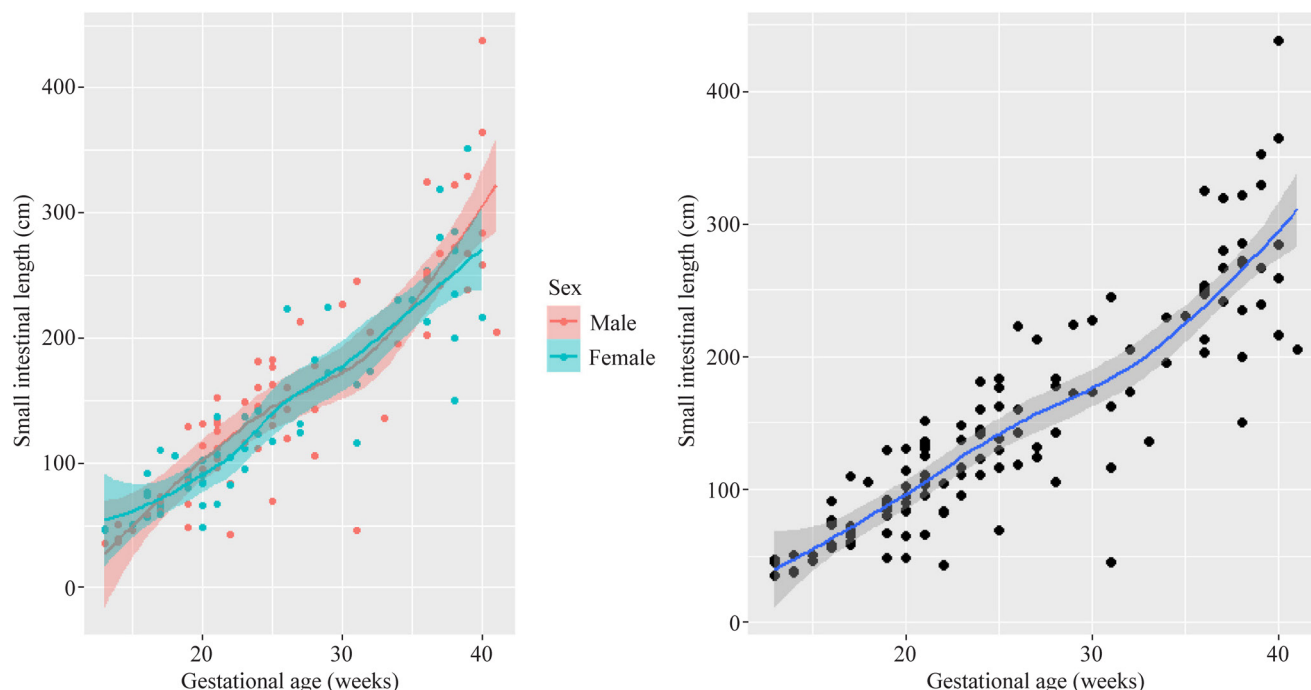 400
300
200
100
0
Small intestinal length (cm)
20
30
40
Gestational age (weeks)
Sex
Male
Female
400
300
200
100
0
Small intestinal length (cm)
20
30
40
Gestational age (weeks)